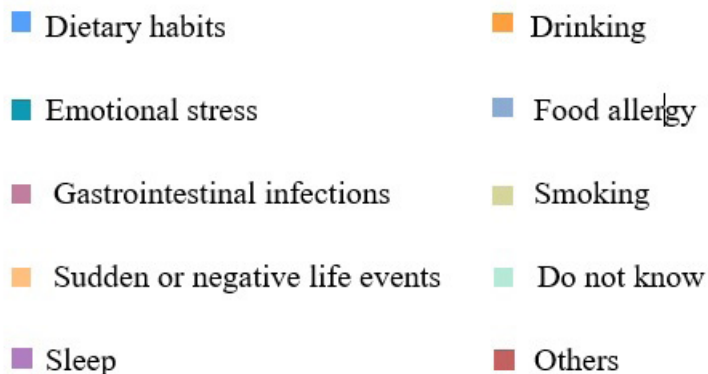 Dietary habits
Drinking
Emotional stress
Food allergy
Gastrointestinal infections
Smoking
Sudden or negative life events
Do not know
Sleep
Others